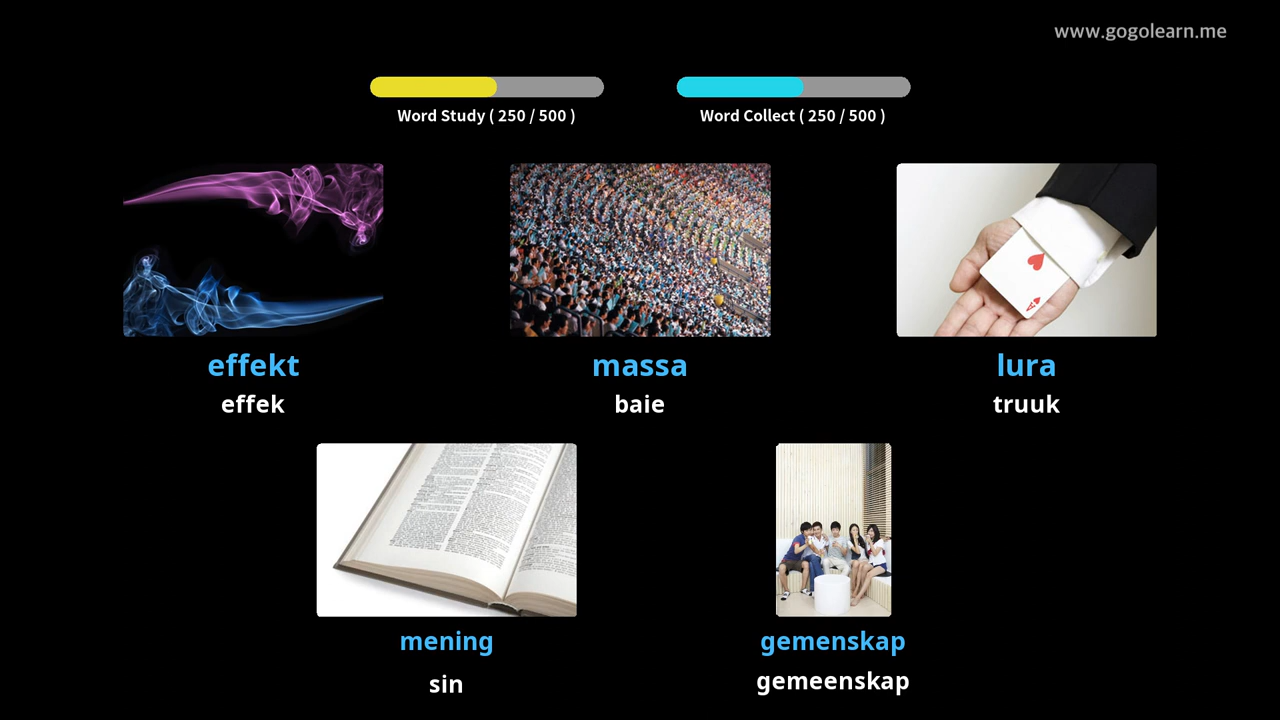 www.gogolearn.me
Word Study ( 250 / 500 )
Word Collect ( 250 / 500 )
effekt
effek
massa
baie
lura
truuk
mening
sin
gemenskap
gemeenskap